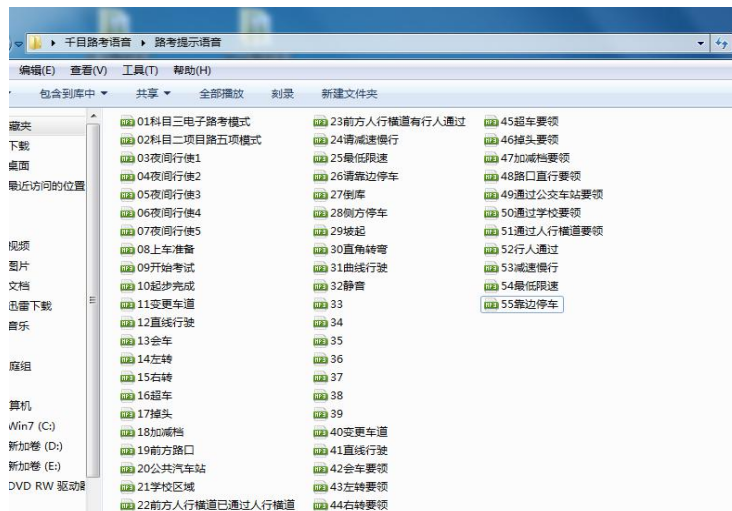 千目路考语音 ▸ 路考提示语音
编辑(E) 查看(V) 工具(T) 帮助(H)
包含到库中 共享 全部播放 刻录 新建文件夹
藏夹
下载
桌面
最近访问的位置
视频
图片
文档
迅雷下载
音乐
庭组
算机
Win7 (C:)
新加卷 (D:)
新加卷 (E:)
DVD RW 驱动器
01科目三电子路考模式
02科目二项目路五项模式
03夜间行使1
04夜间行使2
05夜间行使3
06夜间行使4
07夜间行使5
08上车准备
09开始考试
10起步完成
11变更车道
12直线行驶
13会车
14左转
15右转
16超车
17掉头
18加减档
19前方路口
20公共汽车站
21学校区域
22前方人行横道已通过人行横道
23前方人行横道有行人通过
24请减速慢行
25最低限速
26请靠边停车
27倒库
28侧方停车
29坡起
30直角转弯
31曲线行驶
32静音
33
34
35
36
37
38
39
40变更车道
41直线行驶
42会车要领
43左转要领
44右转要领
45超车要领
46掉头要领
47加减档要领
48路口直行要领
49通过公交车站要领
50通过学校要领
51通过人行横道要领
52行人通过
53减速慢行
54最低限速
55靠边停车